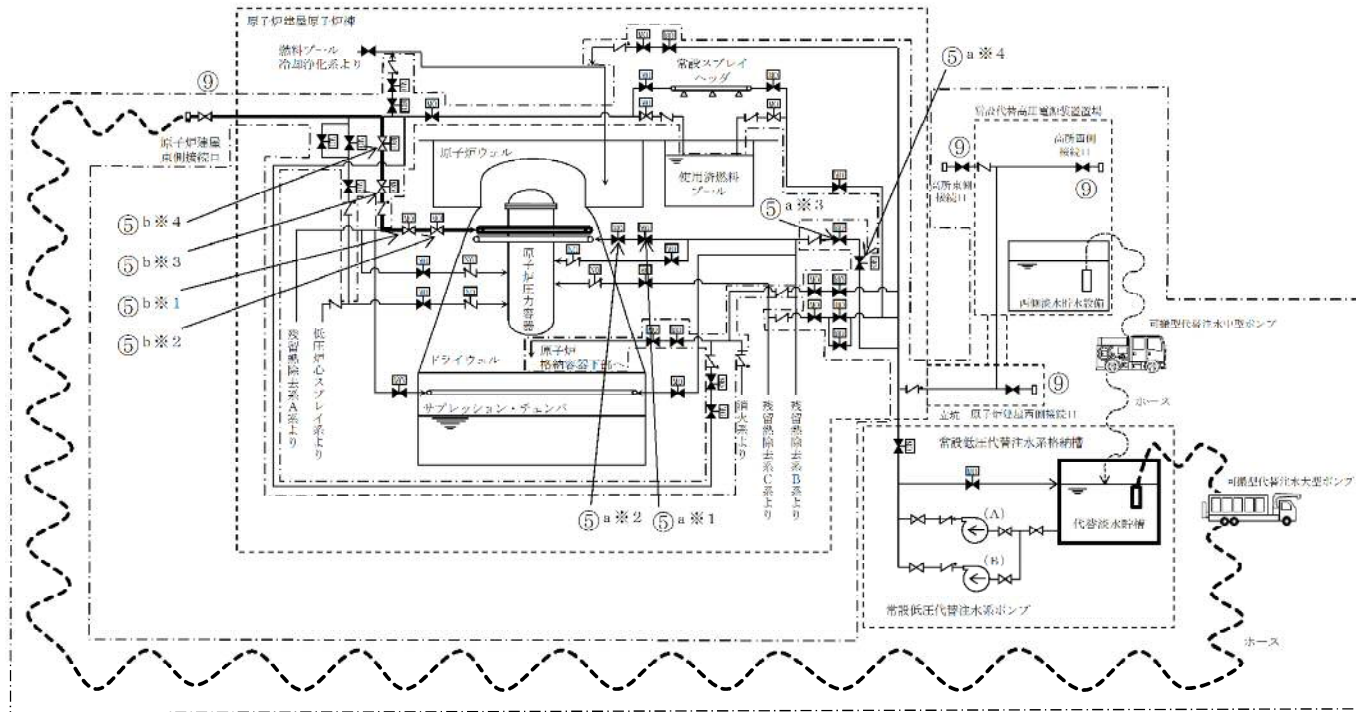 原子炉建屋原子炉棟
燃料プール
冷却浄化系より
⑨
原子炉建屋
東側接続口
常設スプレイ
ヘッダ
⑤a※4
常設代替高圧電源装置置場
高所西側
接続口
⑨
⑨
高所東側
接続口
原子炉ウェル
使用済燃料
プール
⑤a※3
⑤b※4
⑤b※3
⑤b※1
⑤b※2
原子炉圧力容器
西側淡水貯水設備
可搬型代替注水中型ポンプ
ホース
残留熱除去系A系より
低圧炉心スプレイ系より
ドライウェル
原子炉
格納容器下部へ
サプレッション・チェンバ
消火系より
残留熱除去系C系より
残留熱除去系B系より
⑤a※2
⑤a※1
⑨
立坑
原子炉建屋西側接続口
常設低圧代替注水系格納槽
(A)
(B)
代替淡水貯槽
常設低圧代替注水系ポンプ
可搬型代替注水大型ポンプ
ホース